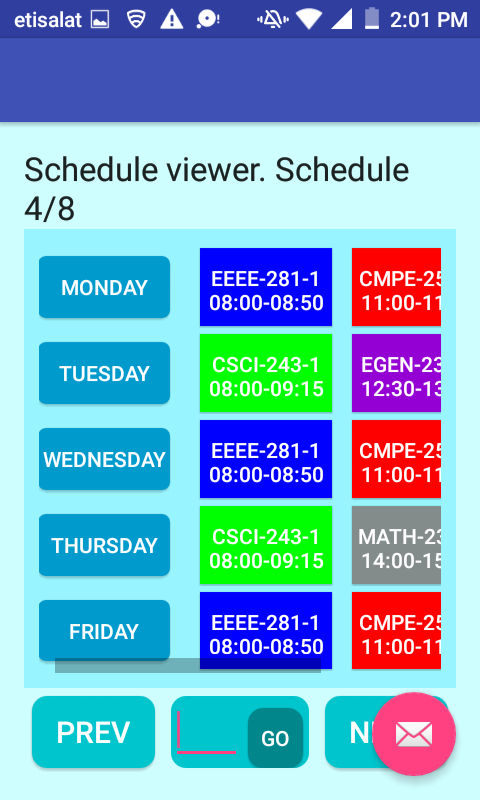 etisalat 2:01 PM
Schedule viewer. Schedule
4/8
MONDAY
EEEE-281-1
08:00-08:50
CMPE-25
11:00-11
TUESDAY
CSCI-243-1
08:00-09:15
EGEN-23
12:30-13
WEDNESDAY
EEEE-281-1
08:00-08:50
CMPE-25
11:00-11
THURSDAY
CSCI-243-1
08:00-09:15
MATH-23
14:00-15
FRIDAY
EEEE-281-1
08:00-08:50
CMPE-25
11:00-11
PREV
GO